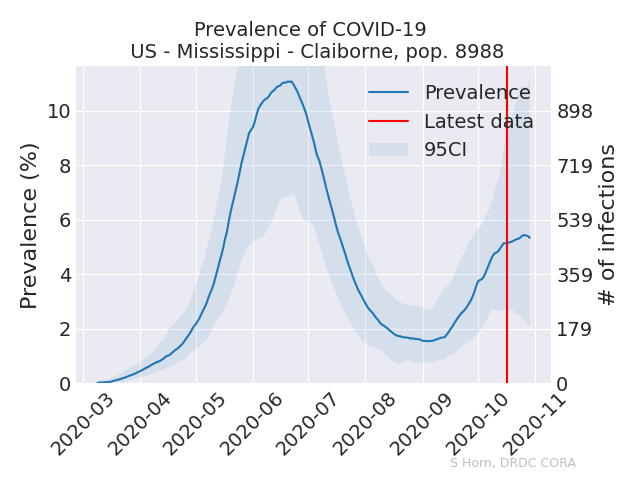 Prevalence of COVID-19
US - Mississippi - Claiborne, pop. 8988
Prevalence
Latest data
95CI
Prevalence (%)
10
8
6
4
2
0
898
719
539
359
179
0
# of infections
2020-03
2020-04
2020-05
2020-06
2020-07
2020-08
2020-09
2020-10
2020-11
S Horn, DRDC CORA